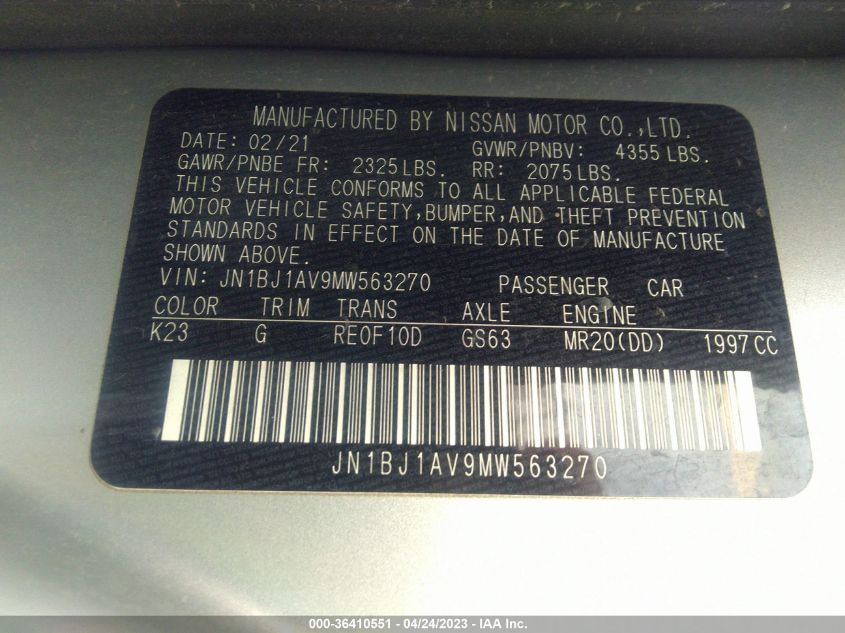 MANUFACTURED BY NISSAN MOTOR CO.,LTD.
DATE: 02/21 GVWR/PNBV: 4355 LBS.
GAWR/PNBE FR: 2325 LBS. RR: 2075 LBS.
THIS VEHICLE CONFORMS TO ALL APPLICABLE FEDERAL
MOTOR VEHICLE SAFETY,BUMPER,AND THEFT PREVENTION
STANDARDS IN EFFECT ON THE DATE OF MANUFACTURE
SHOWN ABOVE.
VIN: JN1BJ1AV9MW563270 PASSENGER CAR
COLOR TRIM TRANS AXLE ENGINE
K23 G RE0F10D GS63 MR20(DD) 1997 CC
JN1BJ1AV9MW563270
000-36410551 - 04/24/2023 - IAA Inc.